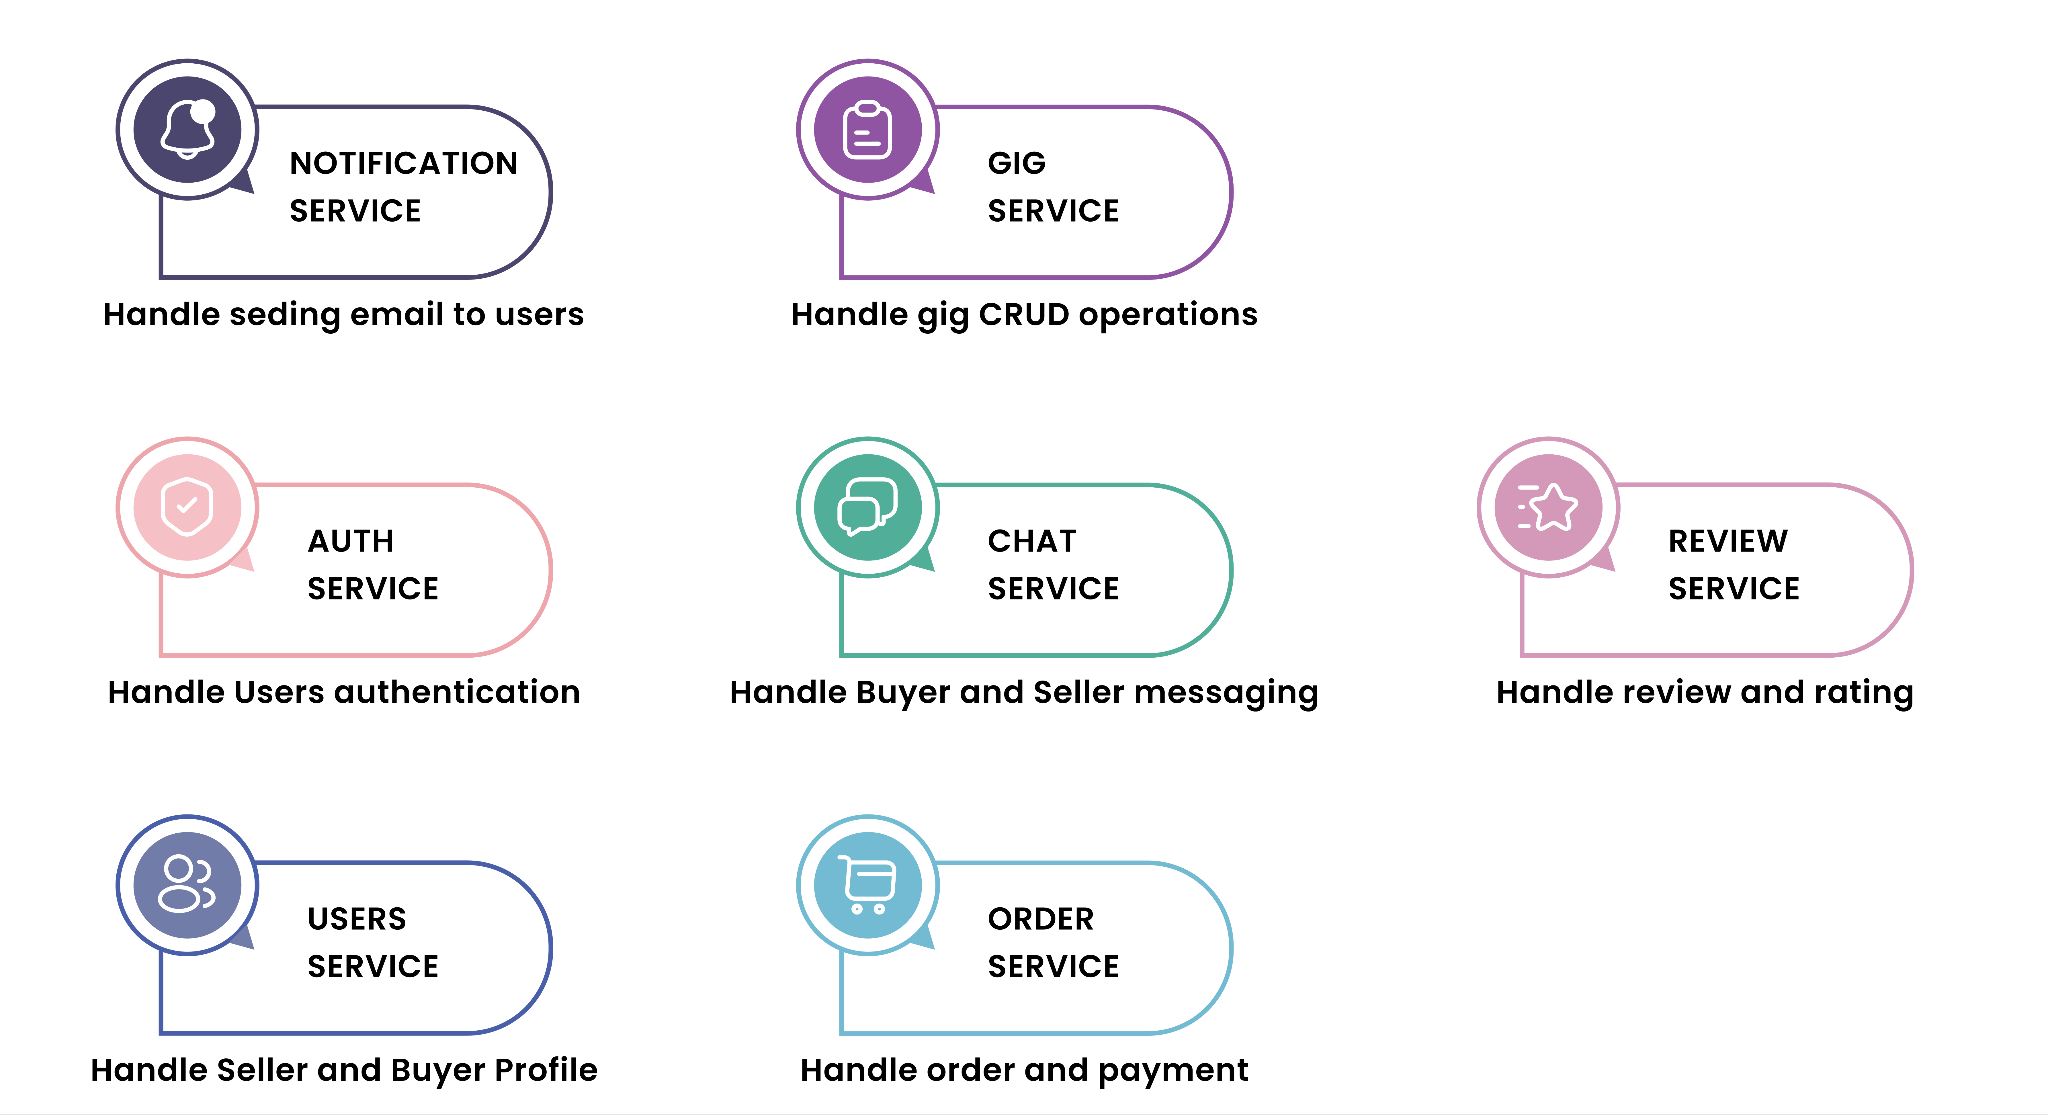 NOTIFICATION
SERVICE
Handle seding email to users
GIG
SERVICE
Handle gig CRUD operations
AUTH
SERVICE
Handle Users authentication
CHAT
SERVICE
Handle Buyer and Seller messaging
REVIEW
SERVICE
Handle review and rating
USERS
SERVICE
Handle Seller and Buyer Profile
ORDER
SERVICE
Handle order and payment